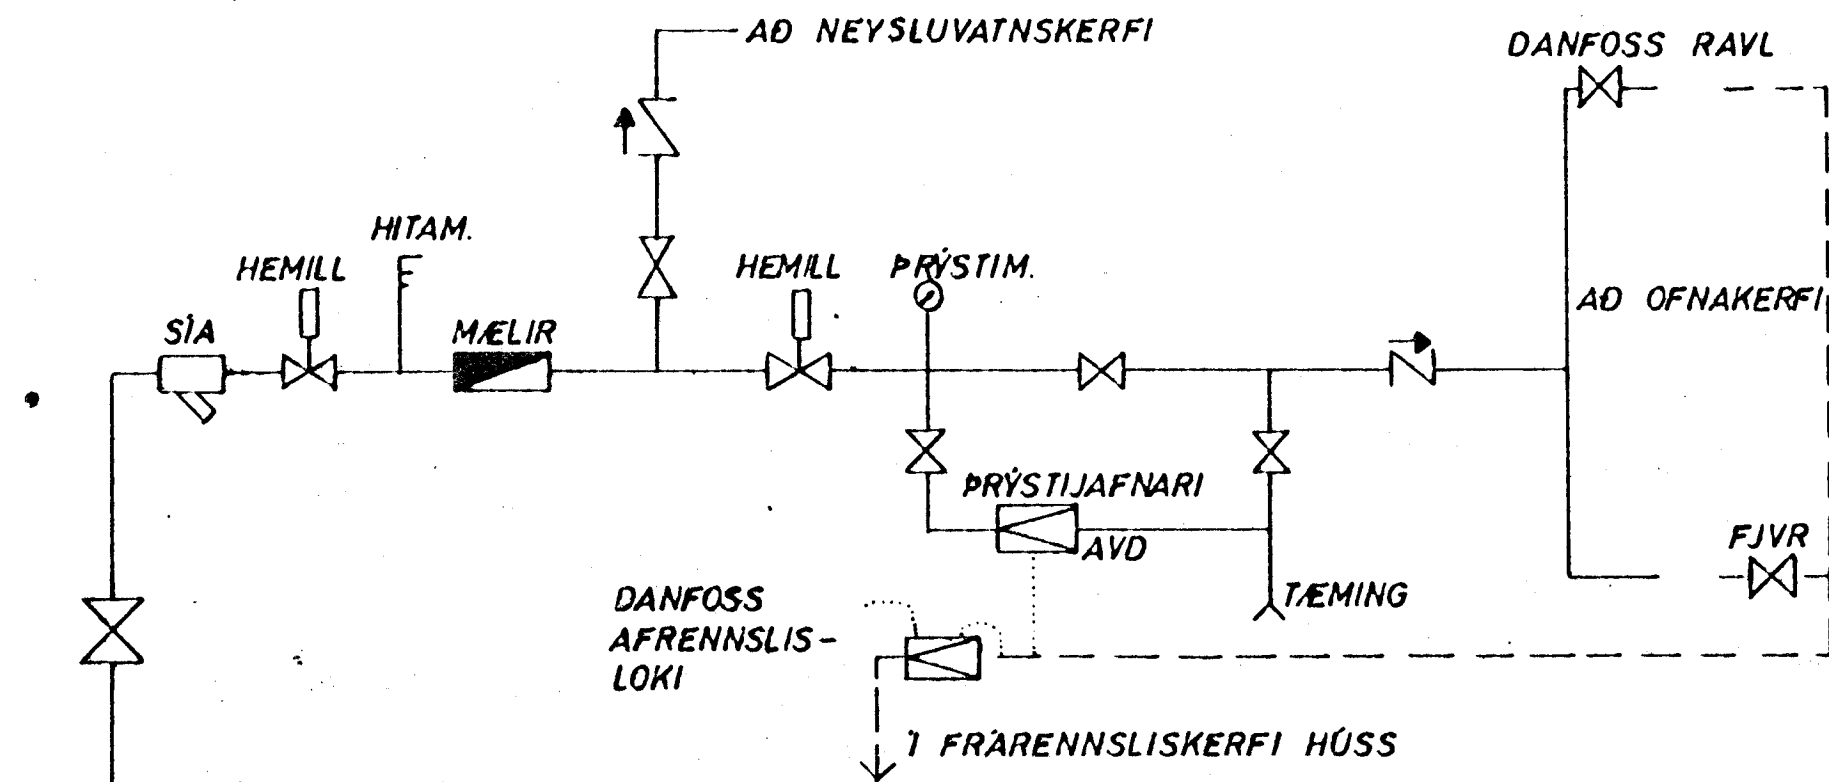 AÐ NEYSLUVATNSKERFI
DANFOSS RAVL
HITAM.
HEMILL
HEMILL
ÞRÝSTIM.
AÐ OFNAKERFI
SÍA
MÆLIR
ÞRÝSTIJAFNARI
AVD
FJVR
DANFOSS
AFRENNSLIS-
LOKI
TÆMING
Í FRÁRENNSLISKERFI HÚSS